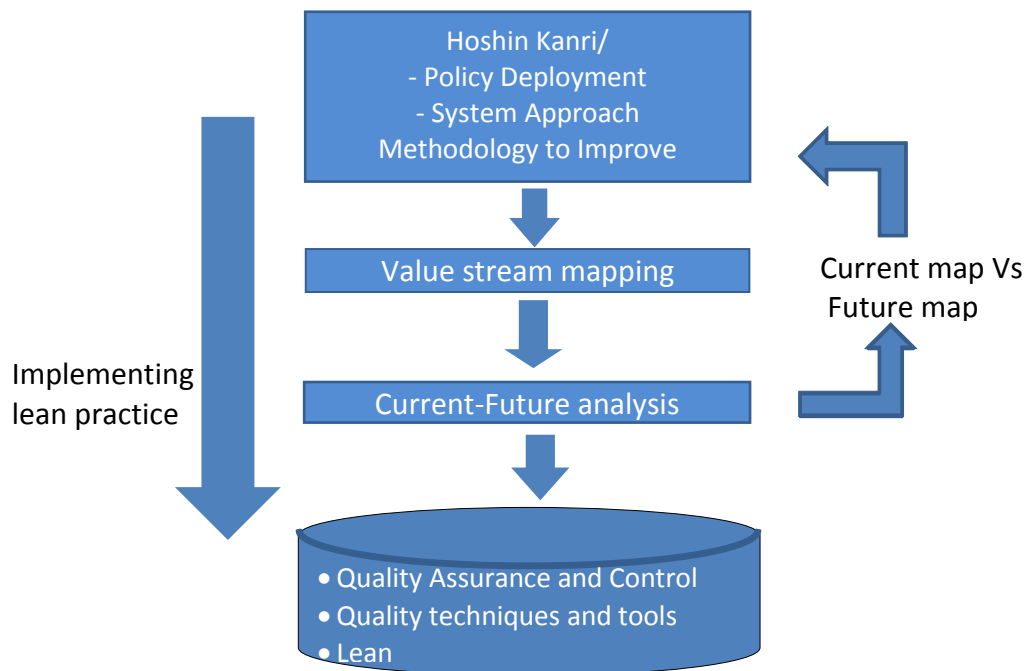 Hoshin Kanri/
- Policy Deployment
- System Approach
Methodology to Improve
Value stream mapping
Current map Vs
Future map
Implementing
lean practice
Current-Future analysis
• Quality Assurance and Control
• Quality techniques and tools
• Lean